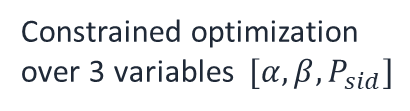 Constrained optimization
over 3 variables [α, β, P_sid]